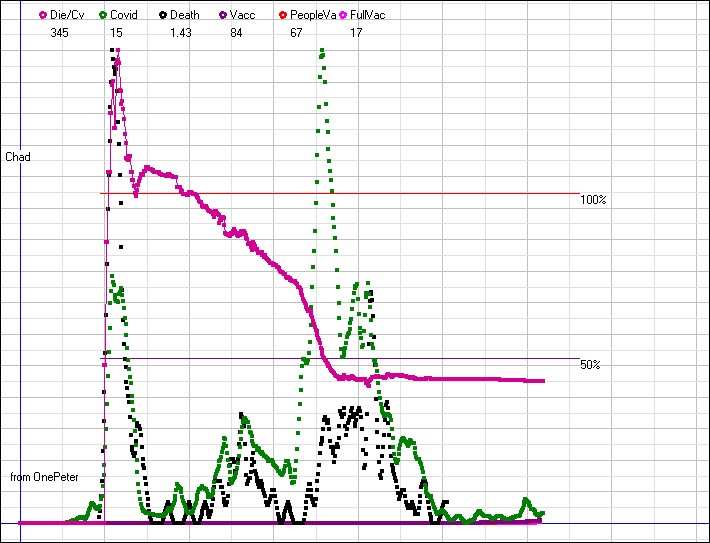 Die/Cv Covid Death Vacc PeopleVa FullVac
345 15 1.43 84 67 17
Chad
100%
50%
from OnePeter